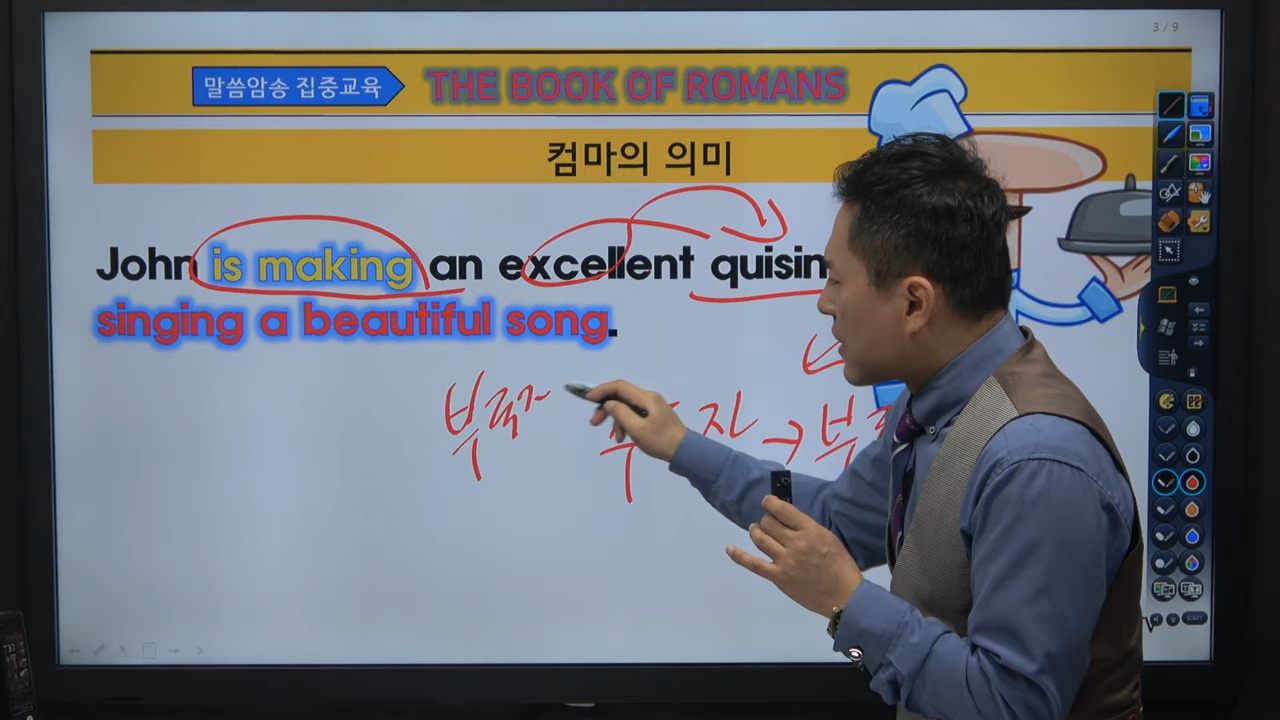 3 / 9
말씀암송 집중교육 THE BOOK OF ROMANS
컴마의 의미
John is making an excellent quisin
singing a beautiful song.
EXIT